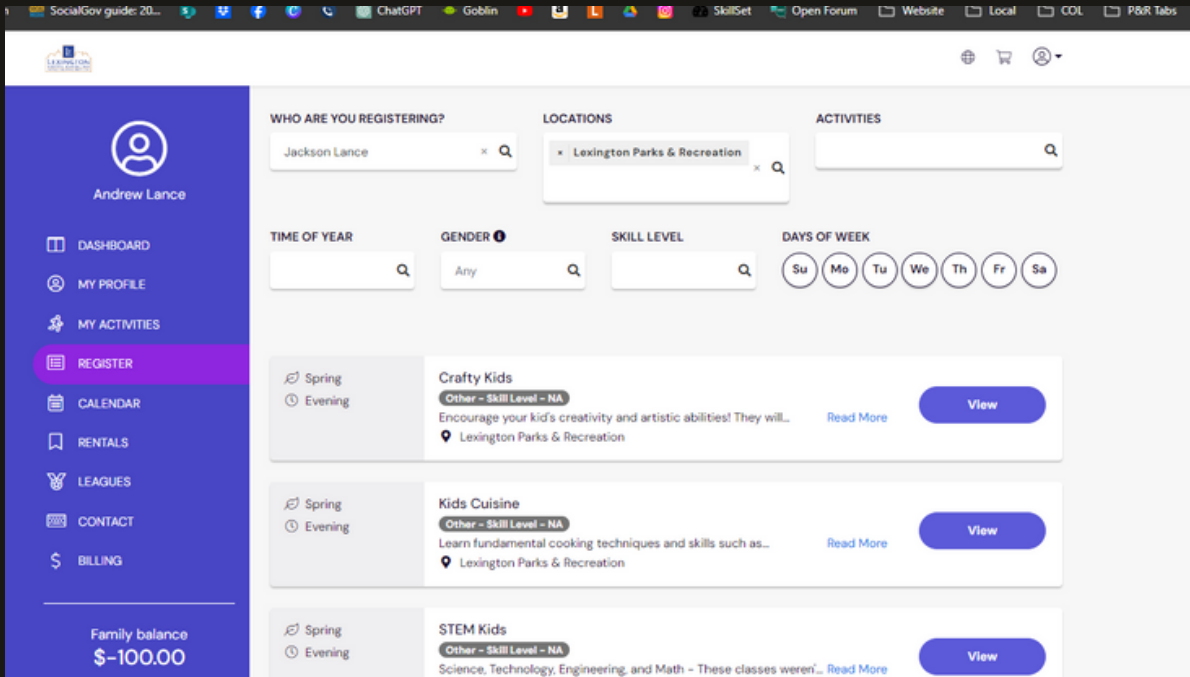 SocialGov guide: 20... ChatGPT Goblin SkillSet Open Forum Website Local COL P&R Tabs
LEXINGTON
Andrew Lance
DASHBOARD
MY PROFILE
MY ACTIVITIES
REGISTER
CALENDAR
RENTALS
LEAGUES
CONTACT
BILLING
Family balance
$-100.00
WHO ARE YOU REGISTERING?
Jackson Lance ×
LOCATIONS
× Lexington Parks & Recreation ×
ACTIVITIES
TIME OF YEAR
GENDER
Any
SKILL LEVEL
DAYS OF WEEK
Su Mo Tu We Th Fr Sa
Spring
Evening
Crafty Kids
Other - Skill Level - NA
Encourage your kid's creativity and artistic abilities! They will... Read More
Lexington Parks & Recreation
View
Spring
Evening
Kids Cuisine
Other - Skill Level - NA
Learn fundamental cooking techniques and skills such as... Read More
Lexington Parks & Recreation
View
Spring
Evening
STEM Kids
Other - Skill Level - NA
Science, Technology, Engineering, and Math - These classes weren'... Read More
View